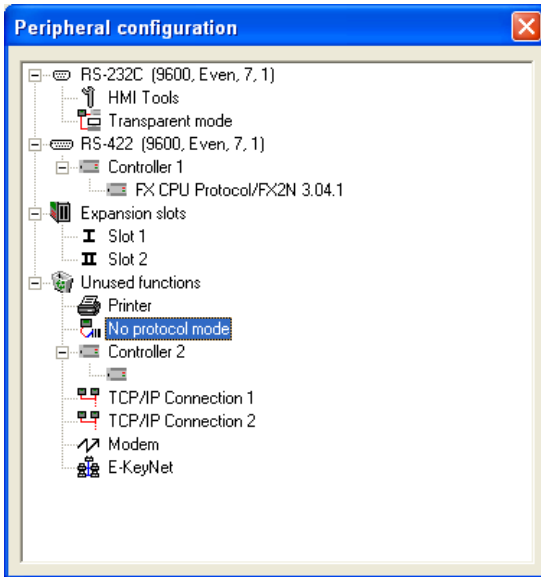 Peripheral configuration
RS-232C (9600, Even, 7, 1)
HMI Tools
Transparent mode
RS-422 (9600, Even, 7, 1)
Controller 1
FX CPU Protocol/FX2N 3.04.1
Expansion slots
I Slot 1
II Slot 2
Unused functions
Printer
No protocol mode
Controller 2
TCP/IP Connection 1
TCP/IP Connection 2
Modem
E-KeyNet